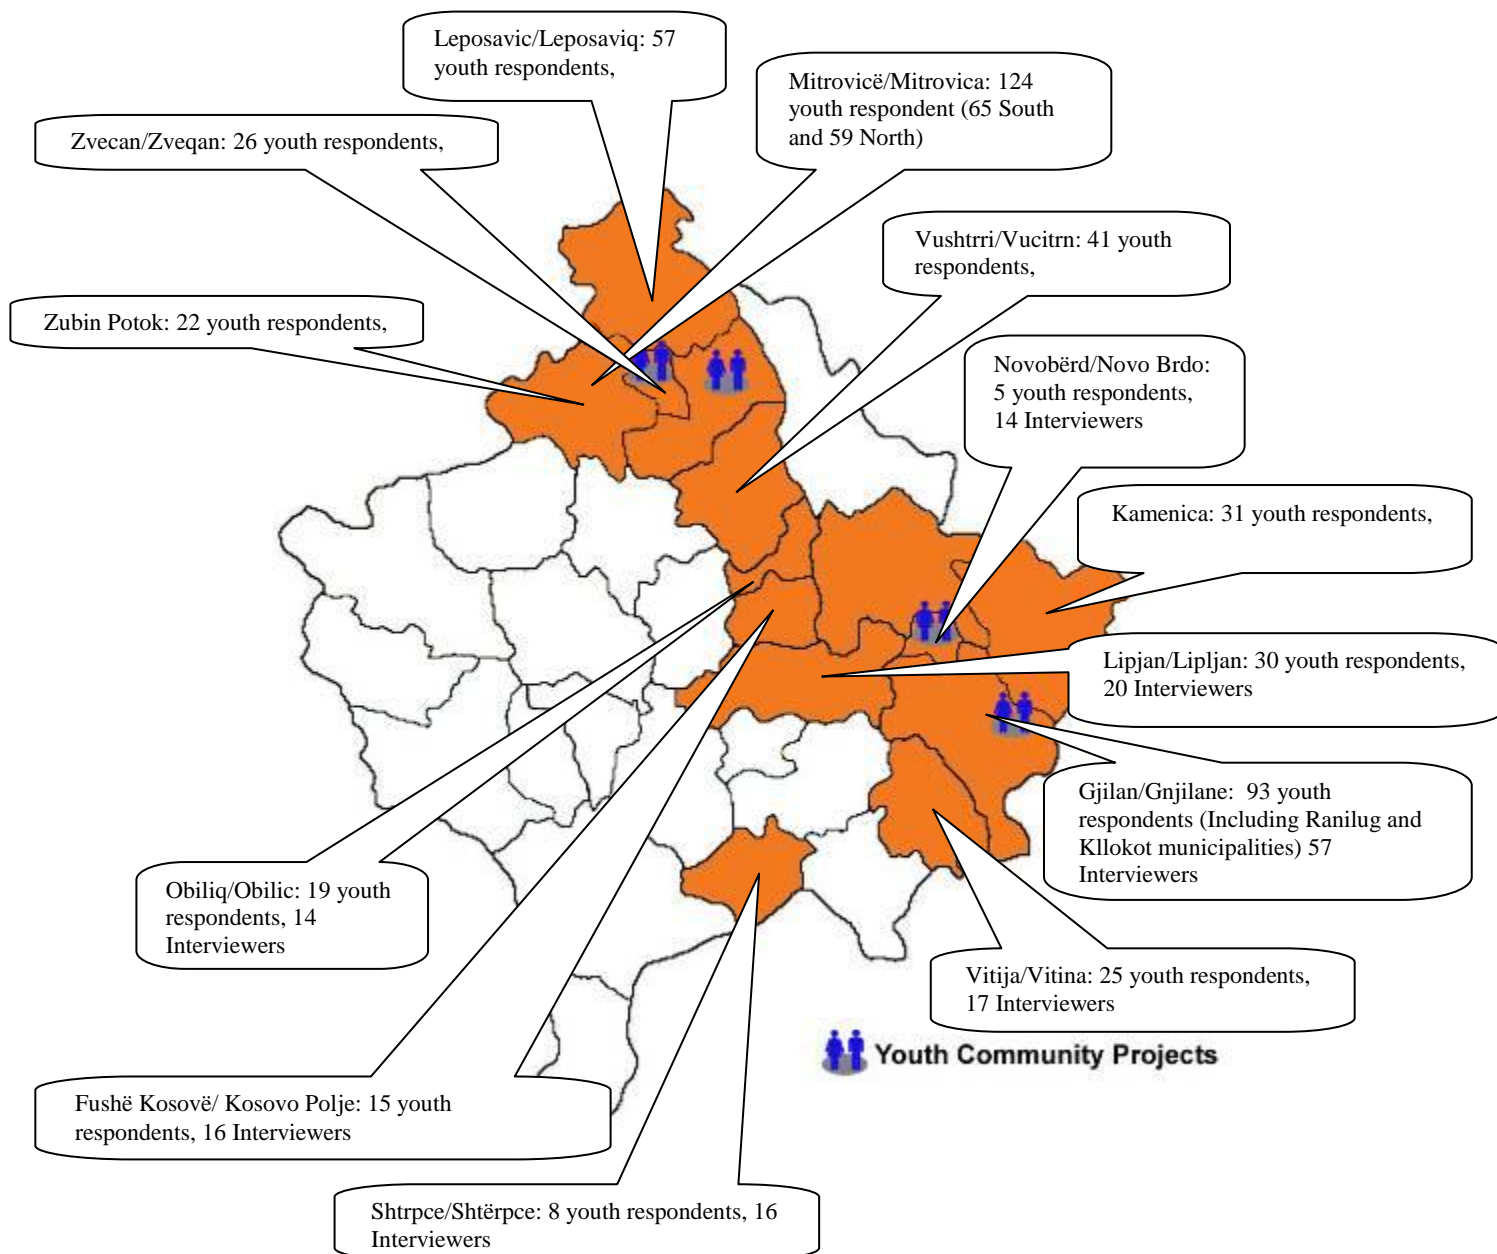 Leposavic/Leposaviq: 57
youth respondents,
Mitrovicë/Mitrovica: 124
youth respondent (65 South
and 59 North)
Zvecan/Zveqan: 26 youth respondents,
Vushtrri/Vucitrn: 41 youth
respondents,
Zubin Potok: 22 youth respondents,
Novobërd/Novo Brdo:
5 youth respondents,
14 Interviewers
Kamenica: 31 youth respondents,
Lipjan/Lipljan: 30 youth respondents,
20 Interviewers
Gjilan/Gnjilane:  93 youth
respondents (Including Ranilug and
Kllokot municipalities) 57
Interviewers
Obiliq/Obilic: 19 youth
respondents, 14
Interviewers
Vitija/Vitina: 25 youth respondents,
17 Interviewers
Youth Community Projects
Fushë Kosovë/ Kosovo Polje: 15 youth
respondents, 16 Interviewers
Shtrpce/Shtërpce: 8 youth respondents, 16
Interviewers